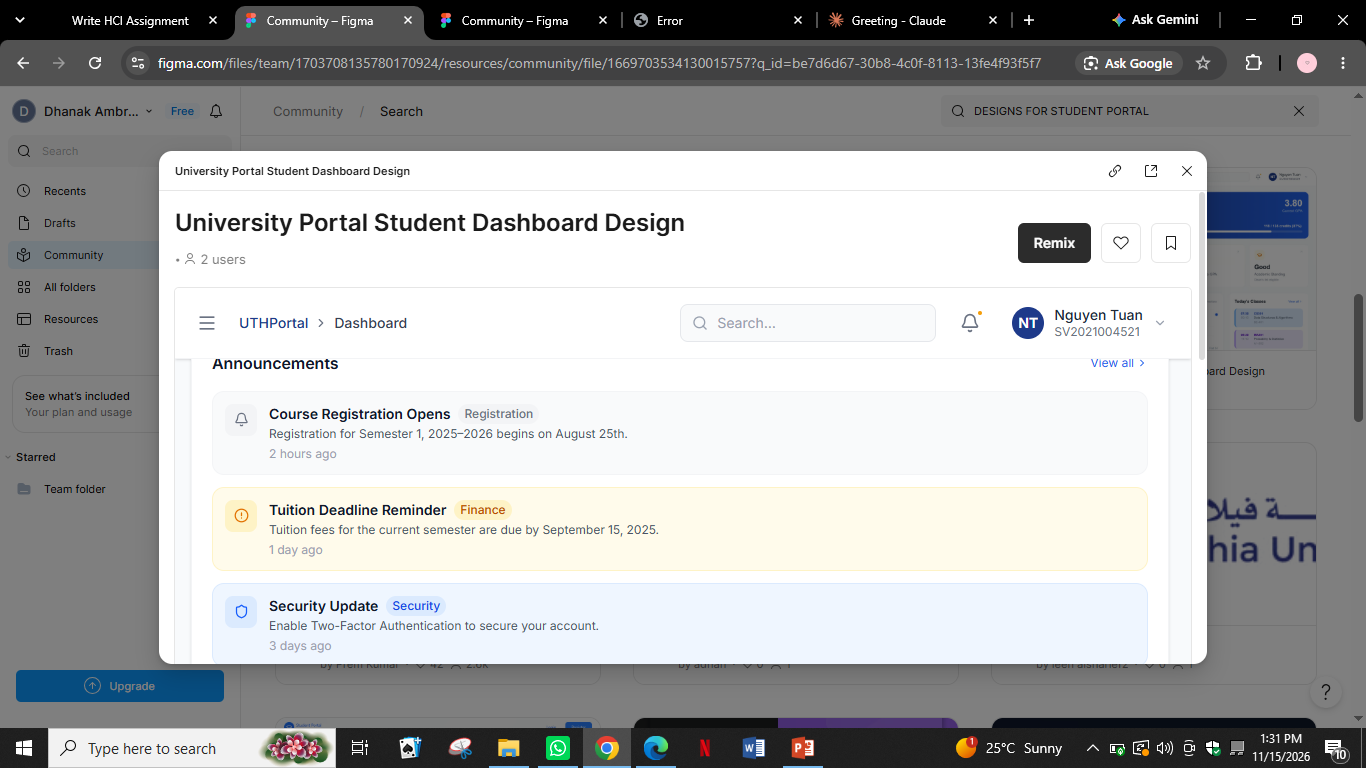 Write HCI Assignment
Community – Figma
Community – Figma
Error
Greeting - Claude
Ask Gemini
figma.com/files/team/1703708135780170924/resources/community/file/1669703534130015757?q_id=be7d6d67-30b8-4c0f-8113-13fe4f93f5f7
Ask Google
D
Dhanak Ambr...
Free
Community / Search
DESIGNS FOR STUDENT PORTAL
Search
Recents
Drafts
Community
All folders
Resources
Trash
See what's included
Your plan and usage
Starred
Team folder
Upgrade
University Portal Student Dashboard Design
University Portal Student Dashboard Design
• 2 users
Remix
UTHPortal > Dashboard
Search...
NT
Nguyen Tuan
SV2021004521
Announcements
View all >
Course Registration Opens
Registration
Registration for Semester 1, 2025–2026 begins on August 25th.
2 hours ago
Tuition Deadline Reminder
Finance
Tuition fees for the current semester are due by September 15, 2025.
1 day ago
Security Update
Security
Enable Two-Factor Authentication to secure your account.
3 days ago
3.80
Good
Today's Classes
ard Design
hia Un
?
Type here to search
1
25°C Sunny
1:31 PM
11/15/2026
10